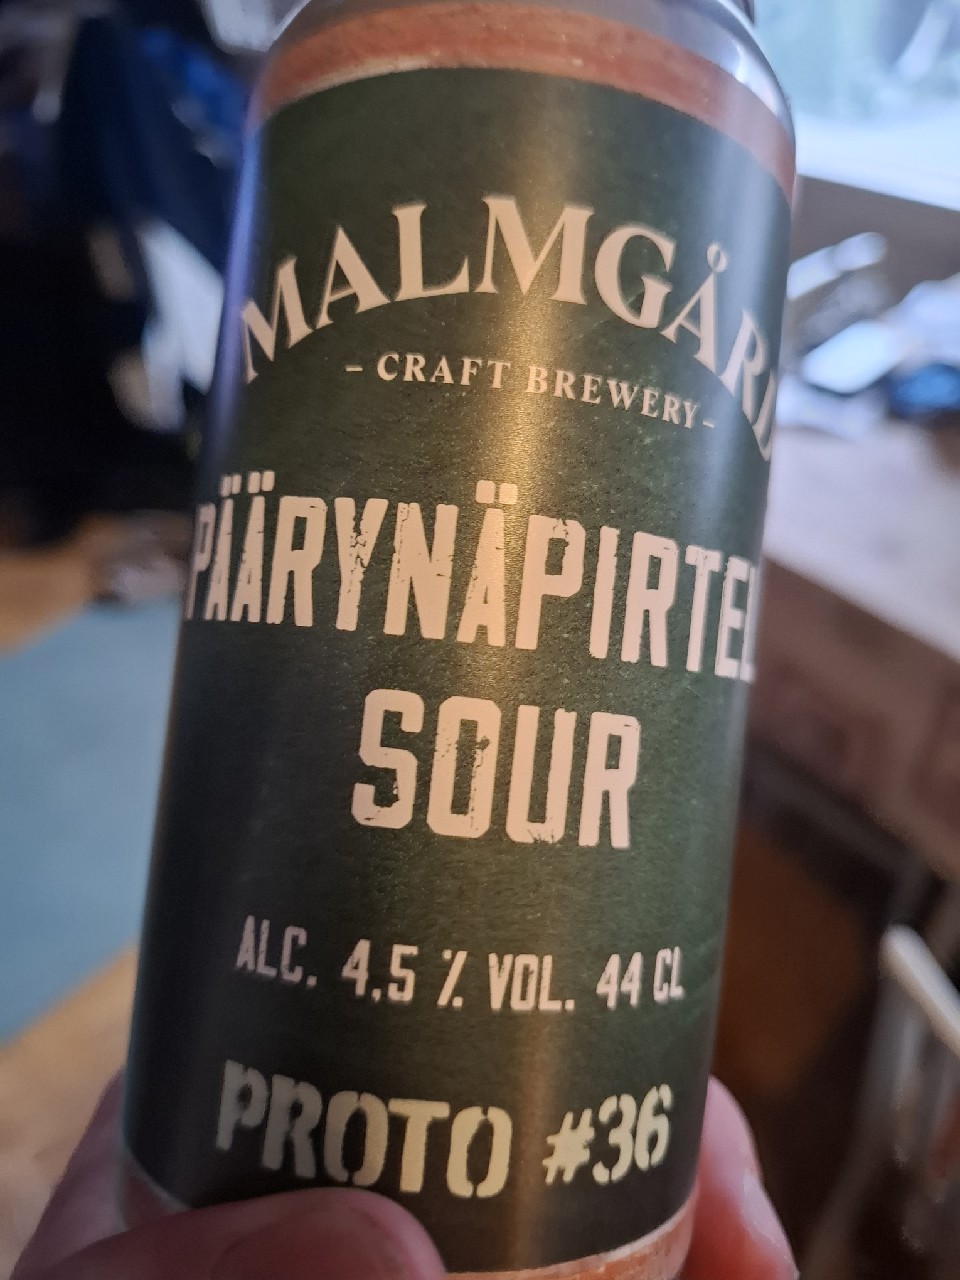 MALMGÅRD
– CRAFT BREWERY –
PÄÄRYNÄPIRTEL
SOUR
ALC. 4,5 % VOL. 44 CL
PROTO #36